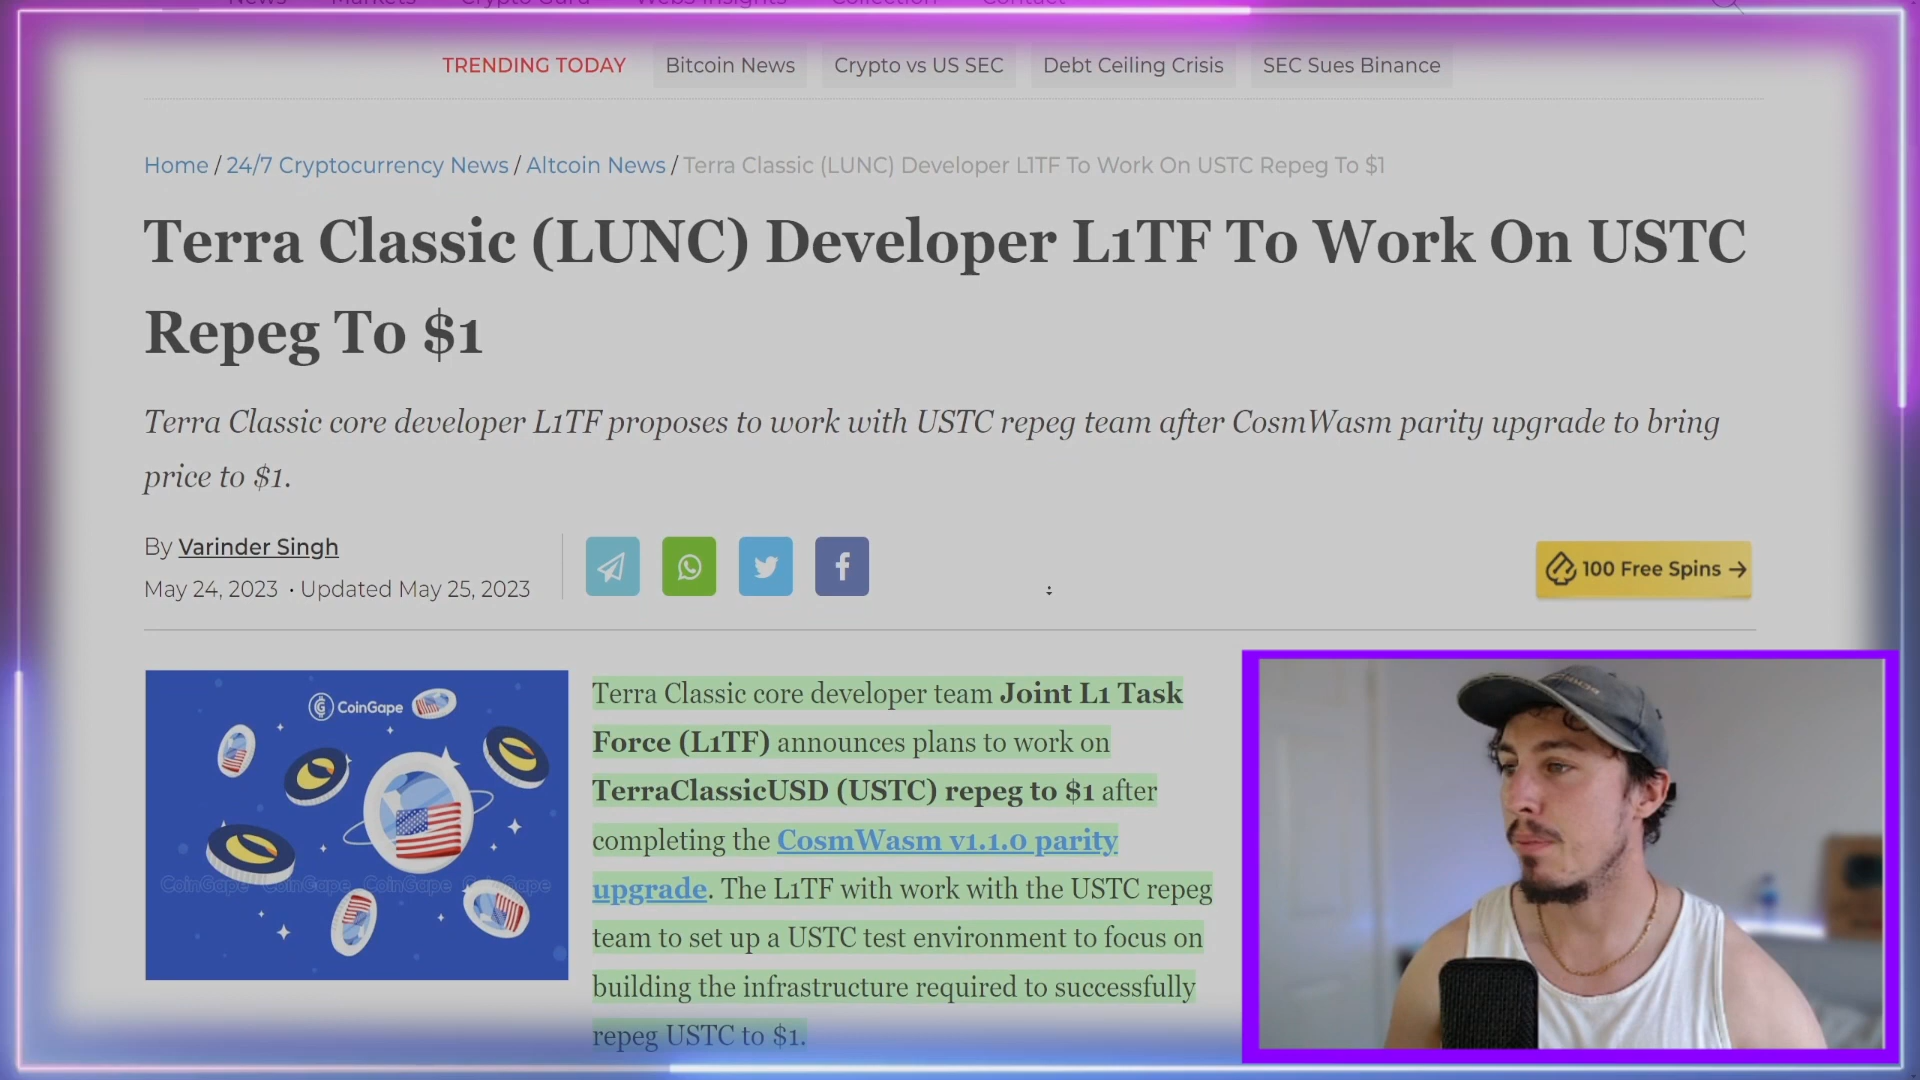 News Markets Crypto Guru Web3 Insights Collection Contact
TRENDING TODAY Bitcoin News Crypto vs US SEC Debt Ceiling Crisis SEC Sues Binance
Home / 24/7 Cryptocurrency News / Altcoin News / Terra Classic (LUNC) Developer L1TF To Work On USTC Repeg To $1
Terra Classic (LUNC) Developer L1TF To Work On USTC
Repeg To $1
Terra Classic core developer L1TF proposes to work with USTC repeg team after CosmWasm parity upgrade to bring
price to $1.
By Varinder Singh
May 24, 2023 · Updated May 25, 2023
100 Free Spins →
CoinGape
CoinGape CoinGape CoinGape CoinGape
Terra Classic core developer team Joint L1 Task
Force (L1TF) announces plans to work on
TerraClassicUSD (USTC) repeg to $1 after
completing the CosmWasm v1.1.0 parity
upgrade. The L1TF with work with the USTC repeg
team to set up a USTC test environment to focus on
building the infrastructure required to successfully
repeg USTC to $1.